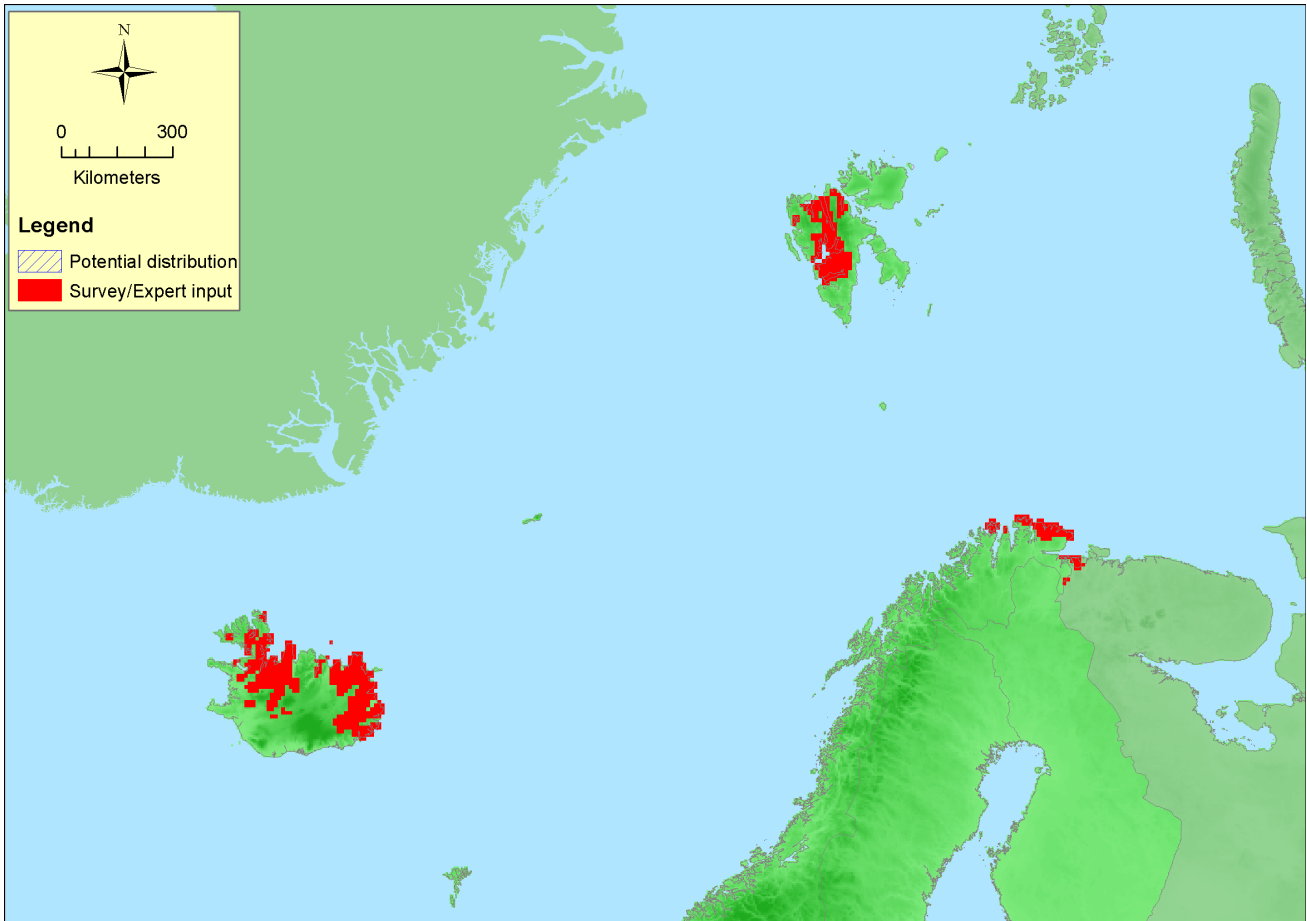 N
0 300
Kilometers
Legend
Potential distribution
Survey/Expert input